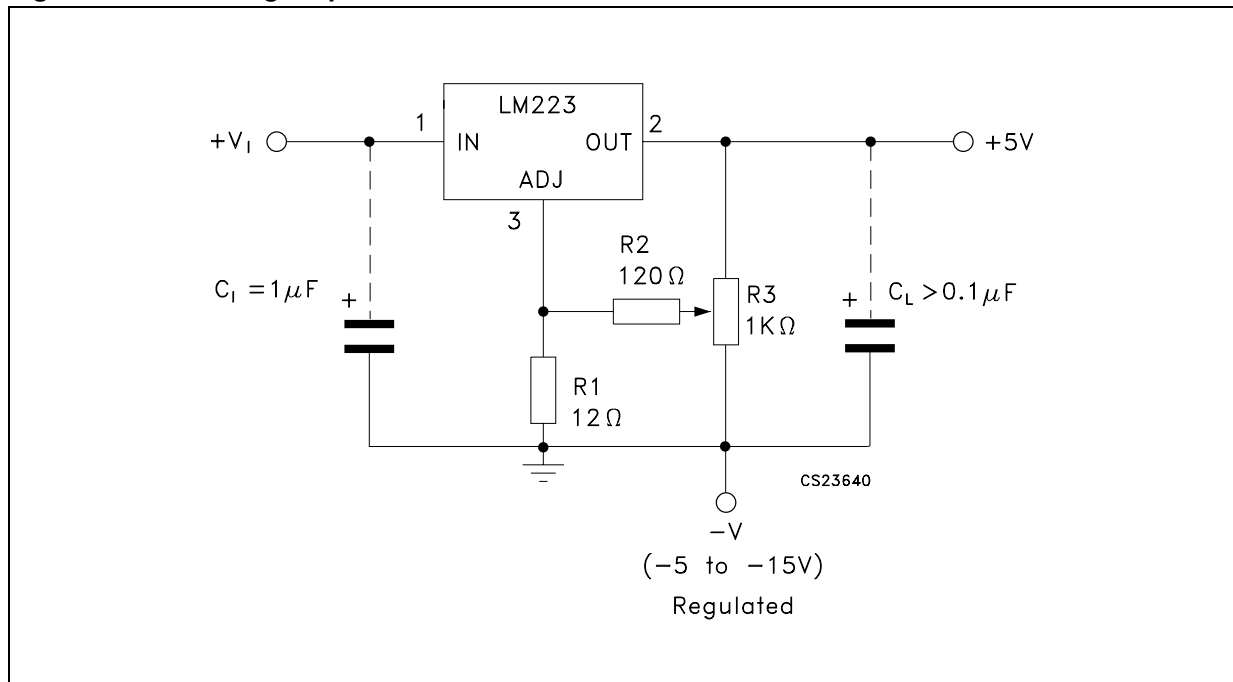 LM223
1
2
+V_I
IN
OUT
+5V
ADJ
3
R2
120Ω
C_I =1μF
+
R3
1KΩ
+
C_L >0.1μF
R1
12Ω
CS23640
−V
(−5 to −15V)
Regulated